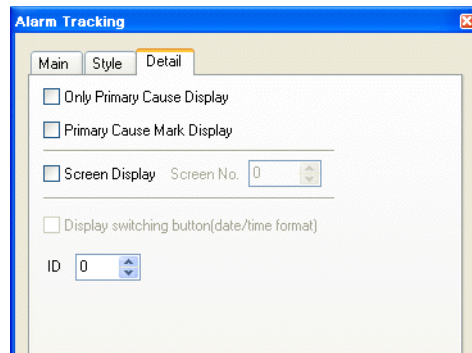 Alarm Tracking
Main Style Detail
Only Primary Cause Display
Primary Cause Mark Display
Screen Display Screen No. 0
Display switching button(date/time format)
ID 0